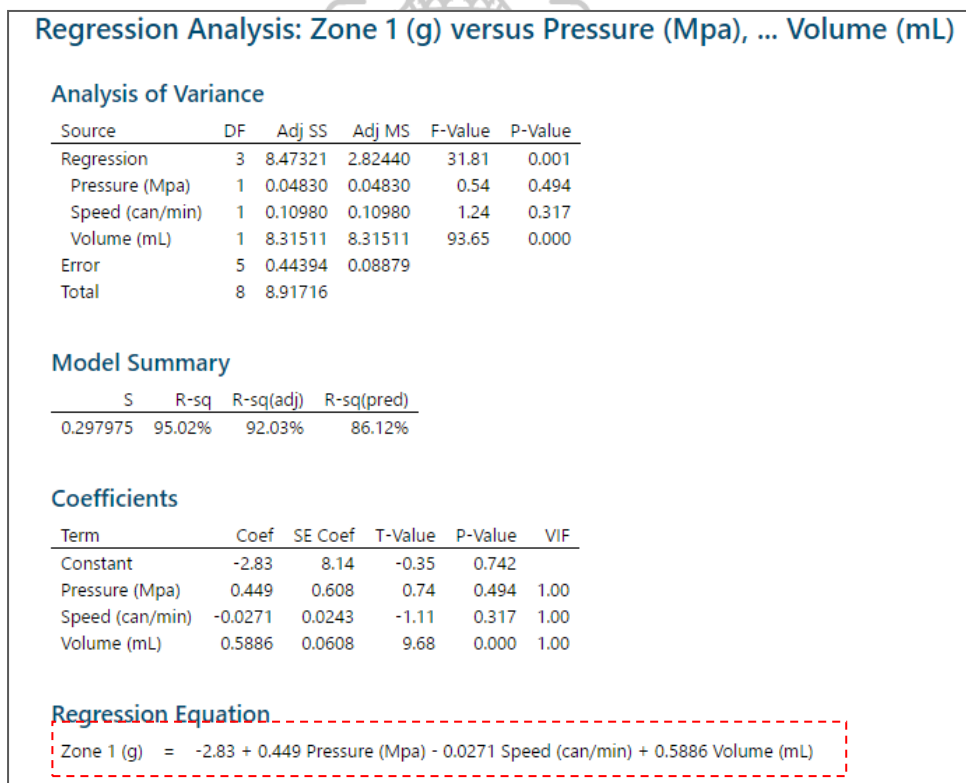 Regression Analysis: Zone 1 (g) versus Pressure (Mpa), ... Volume (mL)
Analysis of Variance
Source DF Adj SS Adj MS F-Value P-Value
Regression 3 8.47321 2.82440 31.81 0.001
Pressure (Mpa) 1 0.04830 0.04830 0.54 0.494
Speed (can/min) 1 0.10980 0.10980 1.24 0.317
Volume (mL) 1 8.31511 8.31511 93.65 0.000
Error 5 0.44394 0.08879
Total 8 8.91716
Model Summary
S R-sq R-sq(adj) R-sq(pred)
0.297975 95.02% 92.03% 86.12%
Coefficients
Term Coef SE Coef T-Value P-Value VIF
Constant -2.83 8.14 -0.35 0.742
Pressure (Mpa) 0.449 0.608 0.74 0.494 1.00
Speed (can/min) -0.0271 0.0243 -1.11 0.317 1.00
Volume (mL) 0.5886 0.0608 9.68 0.000 1.00
Regression Equation
Zone 1 (g) = -2.83 + 0.449 Pressure (Mpa) - 0.0271 Speed (can/min) + 0.5886 Volume (mL)